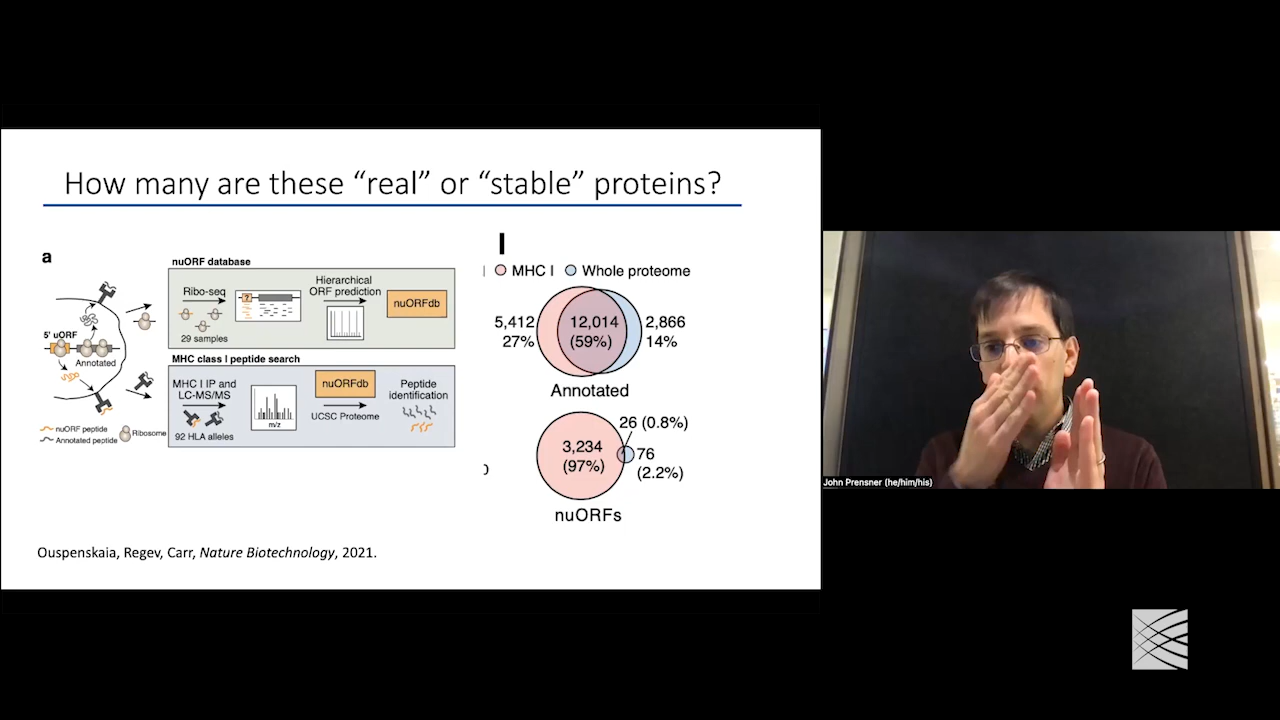 How many are these “real” or “stable” proteins?
a
nuORF database
Ribo-seq
29 samples
?
Hierarchical
ORF prediction
nuORFdb
5' uORF
Annotated
MHC class I peptide search
MHC I IP and
LC-MS/MS
92 HLA alleles
m/z
nuORFdb
UCSC Proteome
Peptide
identification
nuORF peptide
Annotated peptide
Ribosome
l
MHC I
Whole proteome
5,412
27%
12,014
(59%)
2,866
14%
Annotated
26 (0.8%)
3,234
(97%)
76
(2.2%)
nuORFs
Ouspenskaia, Regev, Carr, Nature Biotechnology, 2021.
John Prensner (he/him/his)